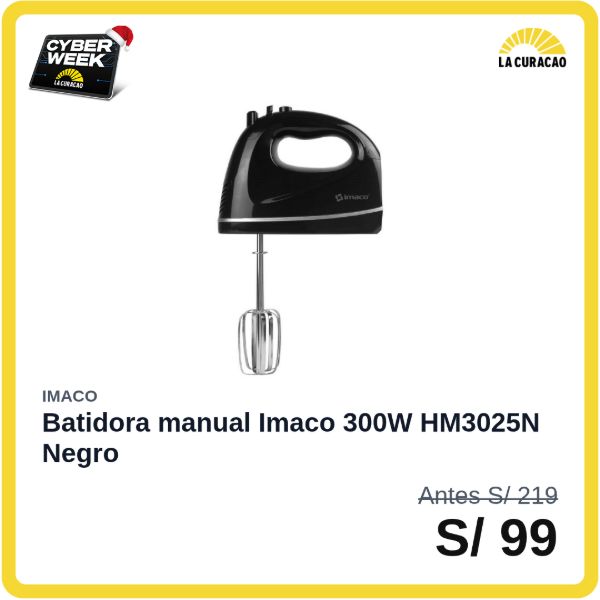 CYBER
WEEK
LA CURACAO
LA CURACAO
imaco
IMACO
Batidora manual Imaco 300W HM3025N
Negro
Antes S/ 219
S/ 99